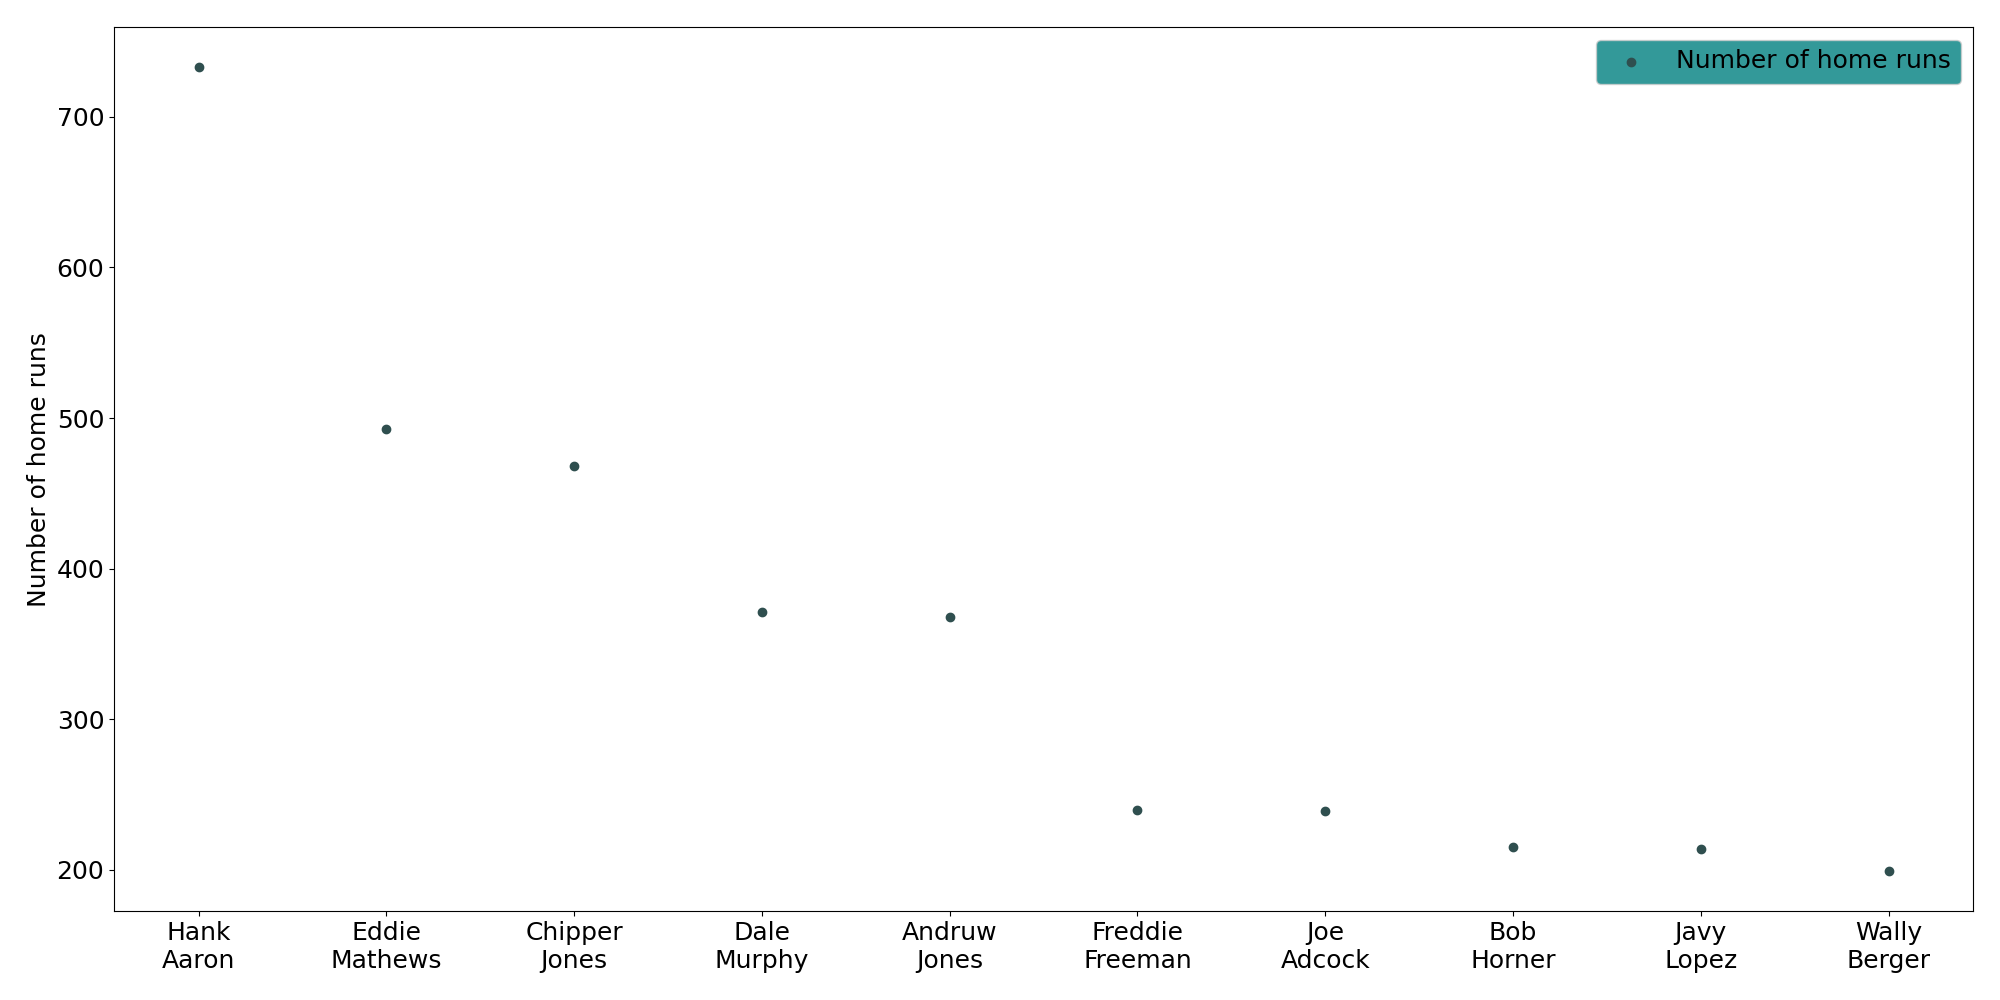 Number of home runs
700
600
500
400
300
200
Number of home runs
Hank
Aaron
Eddie
Mathews
Chipper
Jones
Dale
Murphy
Andruw
Jones
Freddie
Freeman
Joe
Adcock
Bob
Horner
Javy
Lopez
Wally
Berger